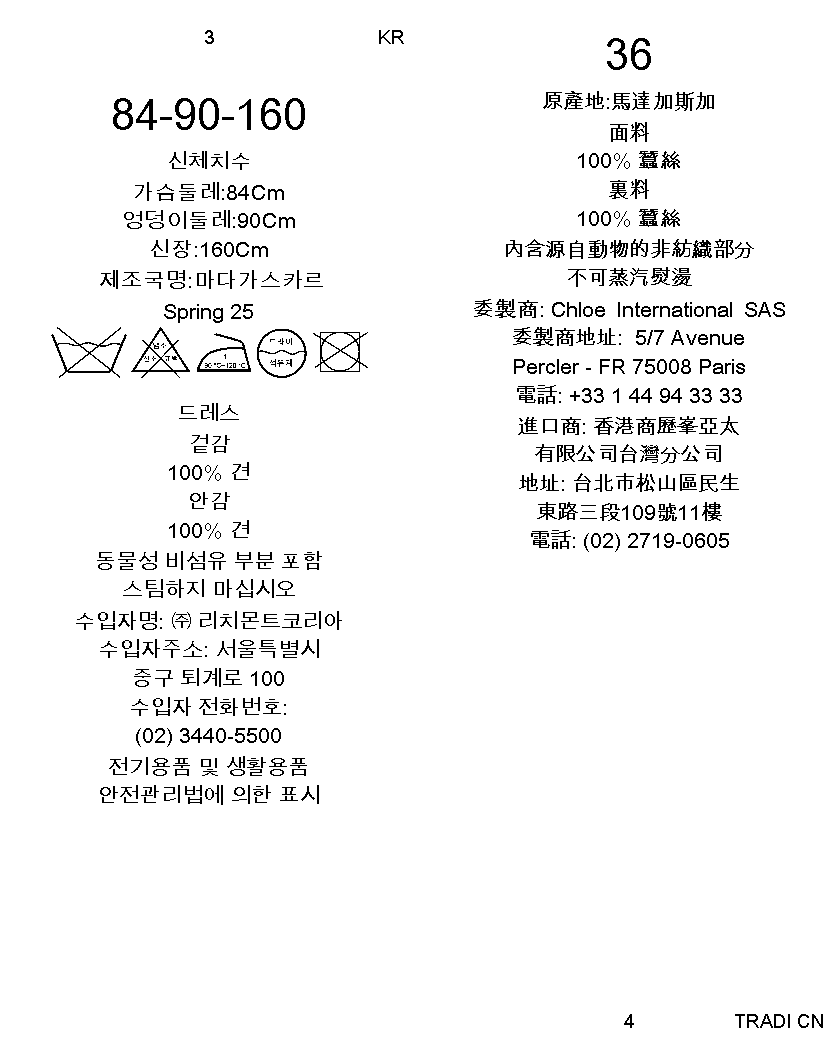 3 KR
84-90-160
신체치수
가슴둘레:84Cm
엉덩이둘레:90Cm
신장:160Cm
제조국명:마다가스카르
Spring 25
염소
산소 표백
1
90 °C~120 °C
드라이
석유계
드레스
겉감
100% 견
안감
100% 견
동물성 비섬유 부분 포함
스팀하지 마십시오
수입자명: ㈜ 리치몬트코리아
수입자주소: 서울특별시
중구 퇴계로 100
수입자 전화번호:
(02) 3440-5500
전기용품 및 생활용품
안전관리법에 의한 표시
36
原產地:馬達加斯加
面料
100% 蠶絲
裏料
100% 蠶絲
內含源自動物的非紡織部分
不可蒸汽熨燙
委製商: Chloe International SAS
委製商地址: 5/7 Avenue
Percler - FR 75008 Paris
電話: +33 1 44 94 33 33
進口商: 香港商歷峯亞太
有限公司台灣分公司
地址: 台北市松山區民生
東路三段109號11樓
電話: (02) 2719-0605
4 TRADI CN